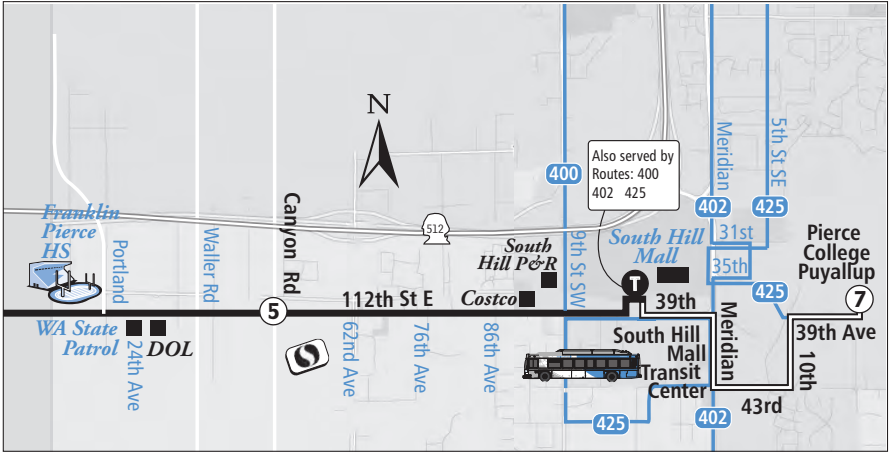 N
Also served by
Routes: 400
402 425
400
Meridian
5th St SE
402
425
Franklin
Pierce
HS
Portland
Waller Rd
Canyon Rd
512
South
Hill P&R
9th St SW
South Hill
Mall
31st
35th
425
Pierce
College
Puyallup
7
T
Costco
112th St E
5
39th
39th Ave
WA State
Patrol
24th Ave
DOL
62nd Ave
76th Ave
86th Ave
South Hill
Mall
Transit
Center
Meridian
10th
43rd
425
402